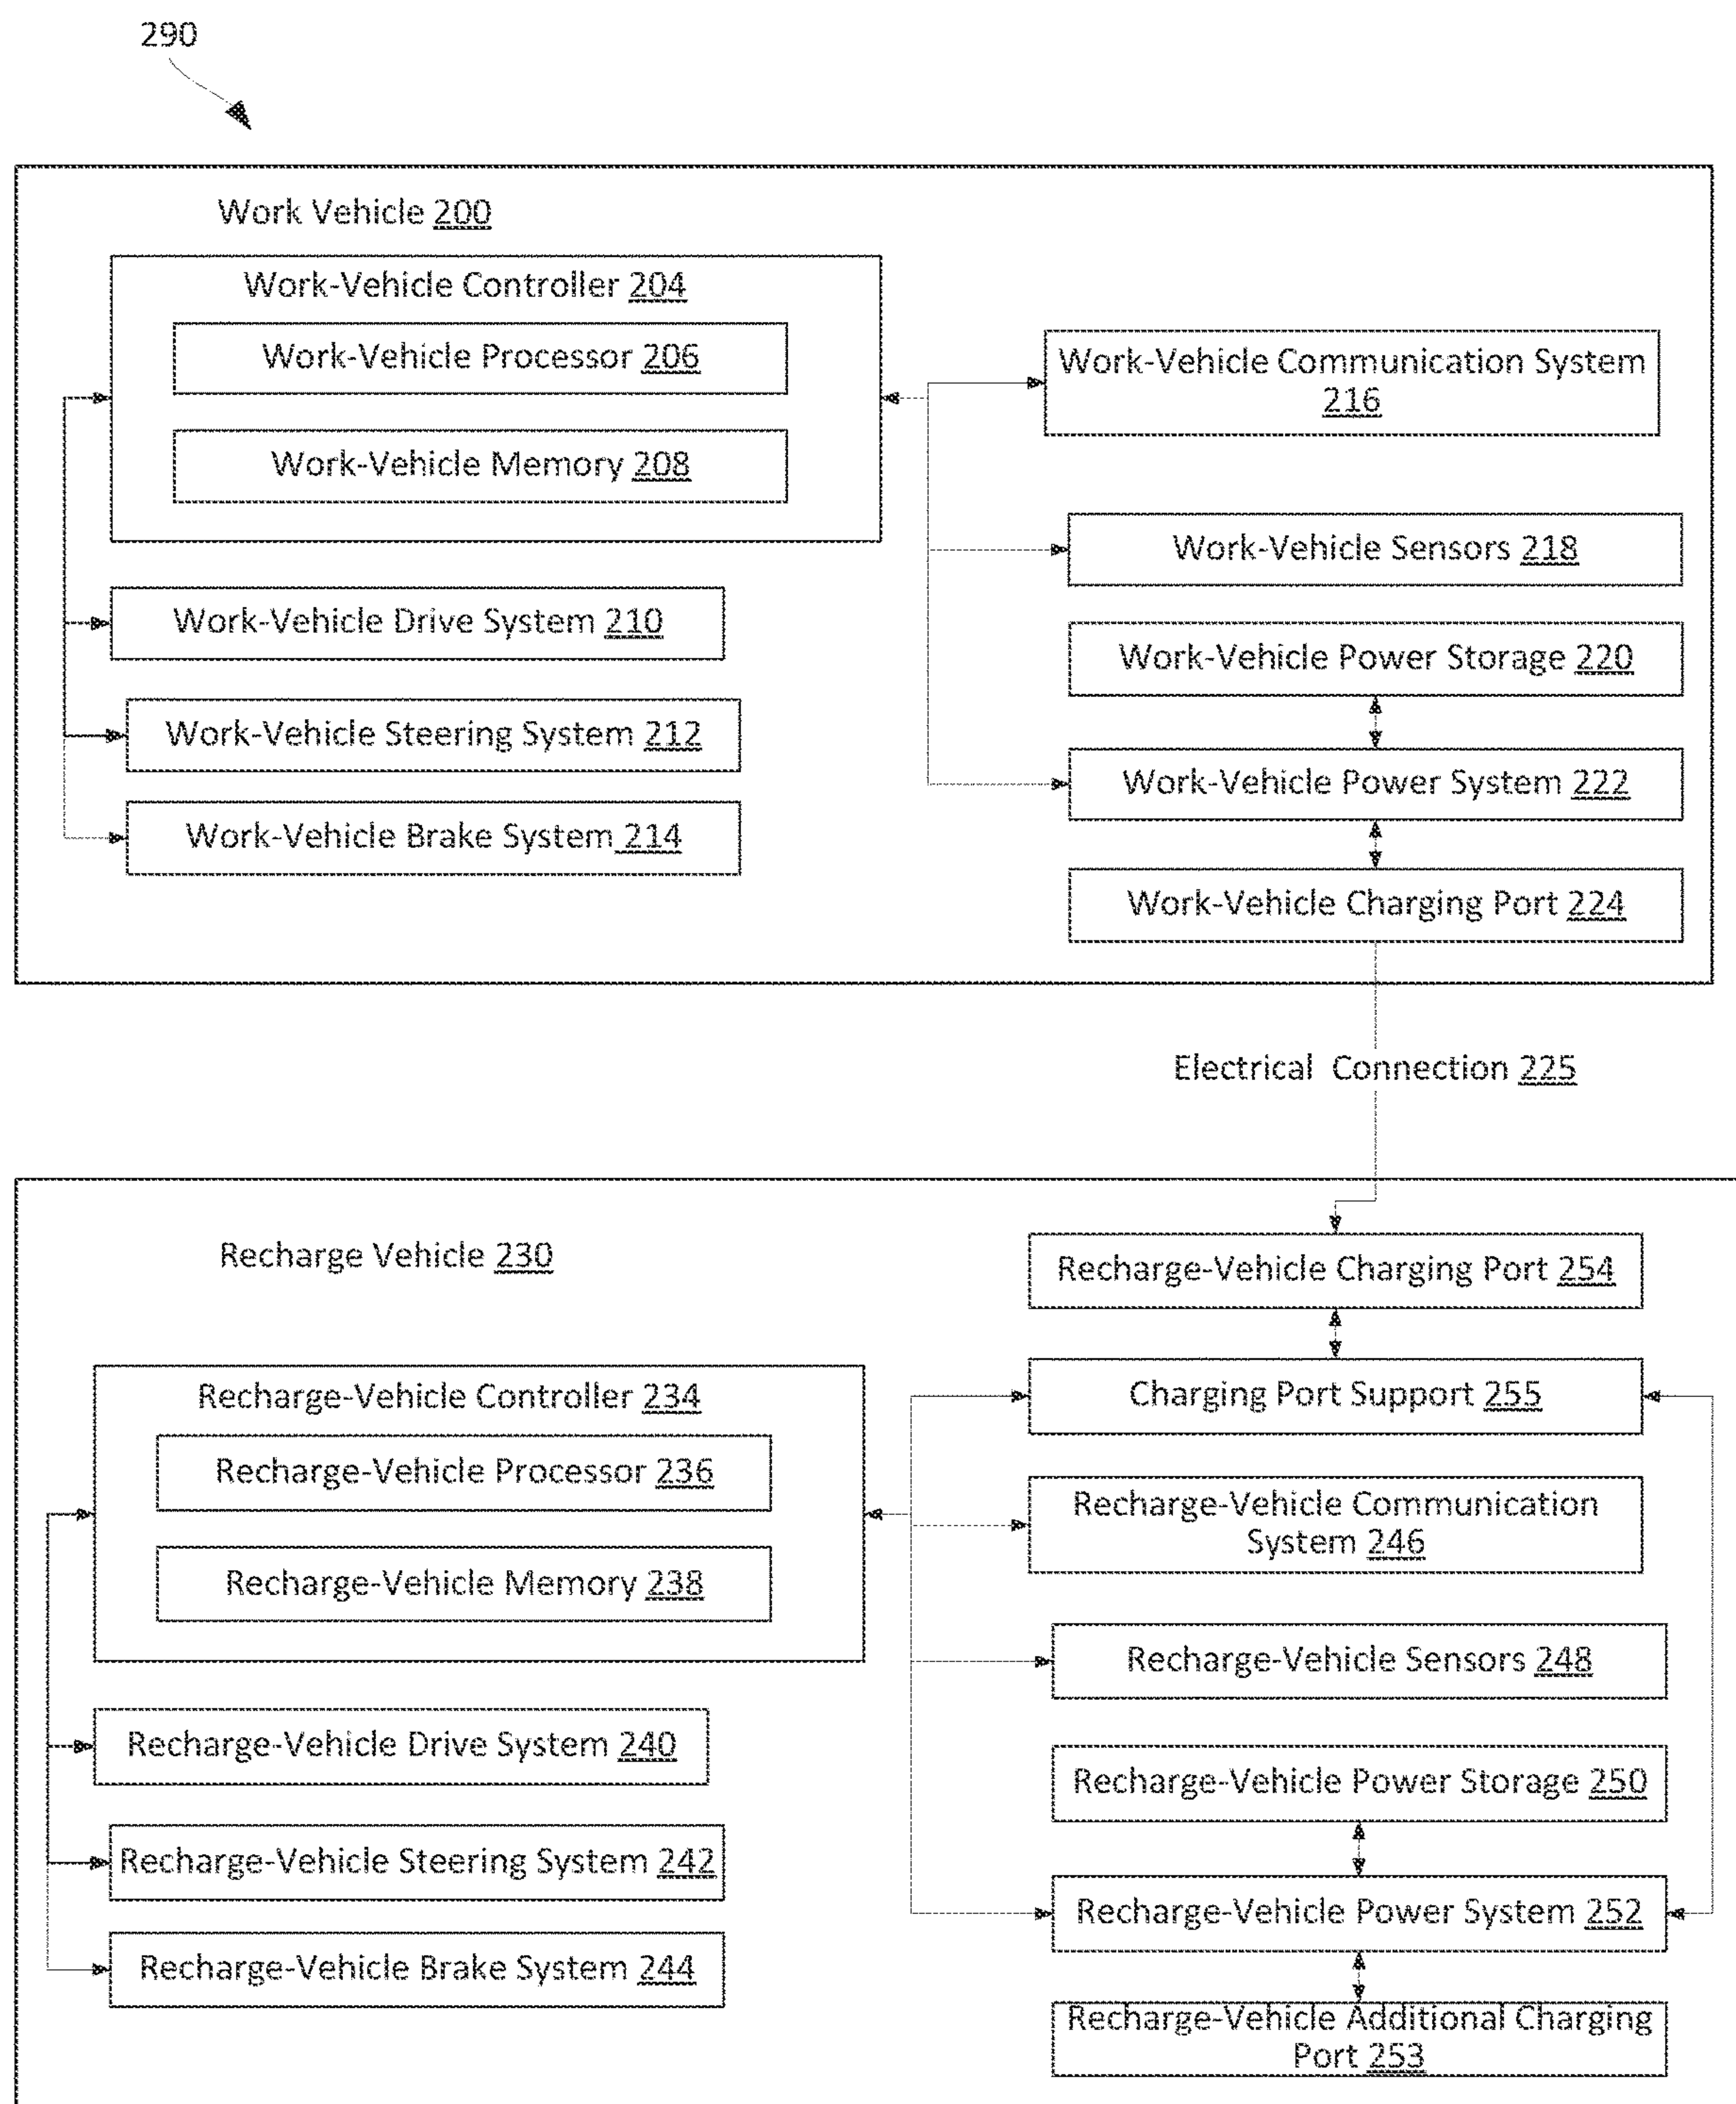 290
Work Vehicle 200
Work-Vehicle Controller 204
Work-Vehicle Processor 206
Work-Vehicle Memory 208
Work-Vehicle Drive System 210
Work-Vehicle Steering System 212
Work-Vehicle Brake System 214
Work-Vehicle Communication System
216
Work-Vehicle Sensors 218
Work-Vehicle Power Storage 220
Work-Vehicle Power System 222
Work-Vehicle Charging Port 224
Electrical Connection 225
Recharge Vehicle 230
Recharge-Vehicle Controller 234
Recharge-Vehicle Processor 236
Recharge-Vehicle Memory 238
Recharge-Vehicle Drive System 240
Recharge-Vehicle Steering System 242
Recharge-Vehicle Brake System 244
Recharge-Vehicle Charging Port 254
Charging Port Support 255
Recharge-Vehicle Communication
System 246
Recharge-Vehicle Sensors 248
Recharge-Vehicle Power Storage 250
Recharge-Vehicle Power System 252
Recharge-Vehicle Additional Charging
Port 253